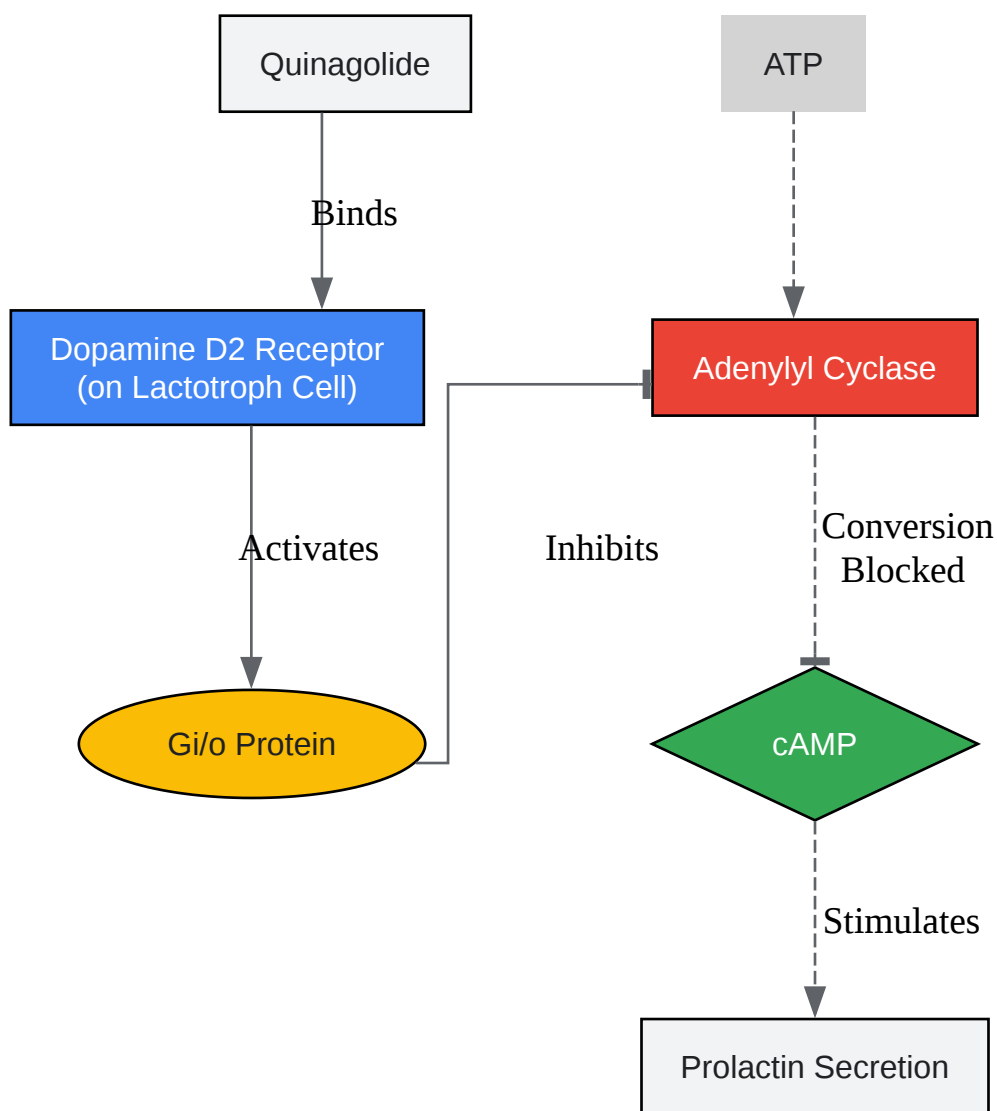 Quinagolide
ATP
Binds
Dopamine D2 Receptor
(on Lactotroph Cell)
Adenylyl Cyclase
Activates
Inhibits
Conversion
Blocked
Gi/o Protein
cAMP
Stimulates
Prolactin Secretion